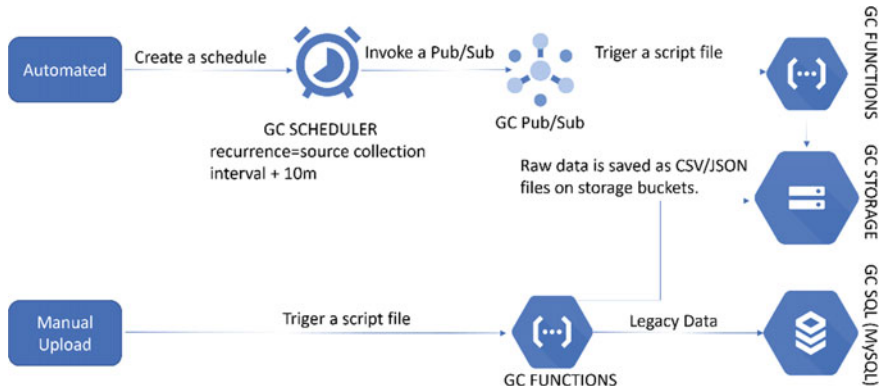 Automated
Create a schedule
Invoke a Pub/Sub
Triger a script file
GC FUNCTIONS
GC SCHEDULER
recurrence=source collection
interval + 10m
GC Pub/Sub
Raw data is saved as CSV/JSON
files on storage buckets.
GC STORAGE
Manual
Upload
Triger a script file
GC FUNCTIONS
Legacy Data
GC SQL (MySQL)